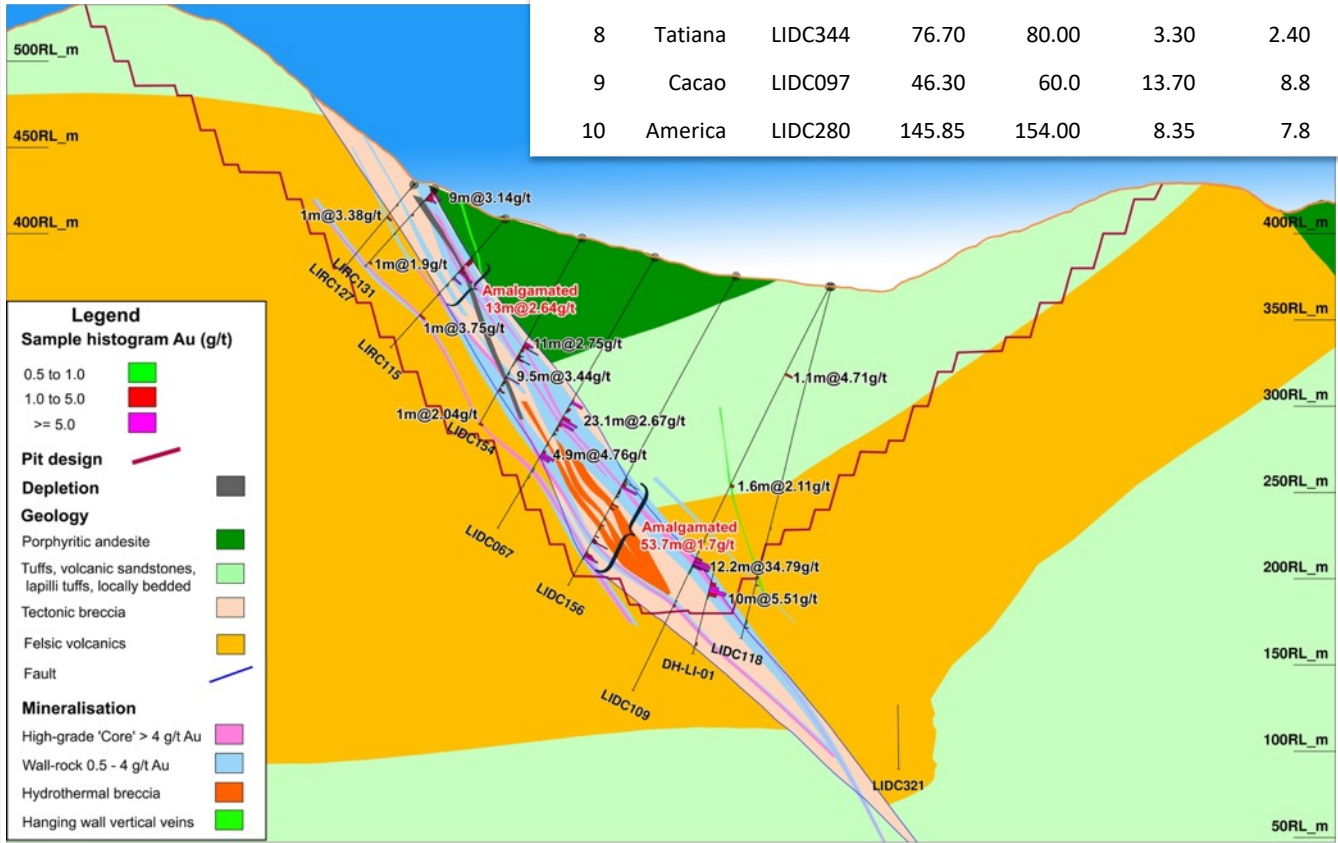 8 Tatiana LIDC344 76.70 80.00 3.30 2.40
9 Cacao LIDC097 46.30 60.0 13.70 8.8
10 America LIDC280 145.85 154.00 8.35 7.8
500RL_m
450RL_m
400RL_m
400RL_m
350RL_m
300RL_m
250RL_m
200RL_m
150RL_m
100RL_m
50RL_m
9m@3.14g/t
1m@3.38g/t
1m@1.9g/t
LIRC131
LIRC127
Amalgamated
13m@2.64g/t
1m@3.75g/t
LIRC115
11m@2.75g/t
9.5m@3.44g/t
1.1m@4.71g/t
1m@2.04g/t
23.1m@2.67g/t
LIDC154
4.9m@4.76g/t
1.6m@2.11g/t
LIDC067
Amalgamated
53.7m@1.7g/t
12.2m@34.79g/t
LIDC156
10m@5.51g/t
LIDC118
DH-LI-01
LIDC109
LIDC321
Legend
Sample histogram Au (g/t)
0.5 to 1.0
1.0 to 5.0
>= 5.0
Pit design
Depletion
Geology
Porphyritic andesite
Tuffs, volcanic sandstones,
lapilli tuffs, locally bedded
Tectonic breccia
Felsic volcanics
Fault
Mineralisation
High-grade 'Core' > 4 g/t Au
Wall-rock 0.5 - 4 g/t Au
Hydrothermal breccia
Hanging wall vertical veins